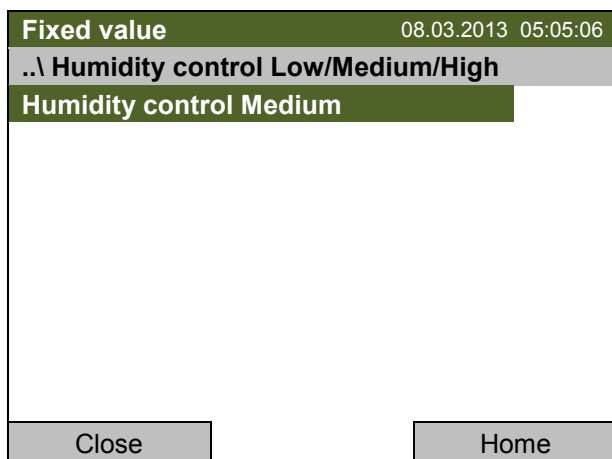 Fixed value 08.03.2013 05:05:06
..\ Humidity control Low/Medium/High
Humidity control Medium
Close Home